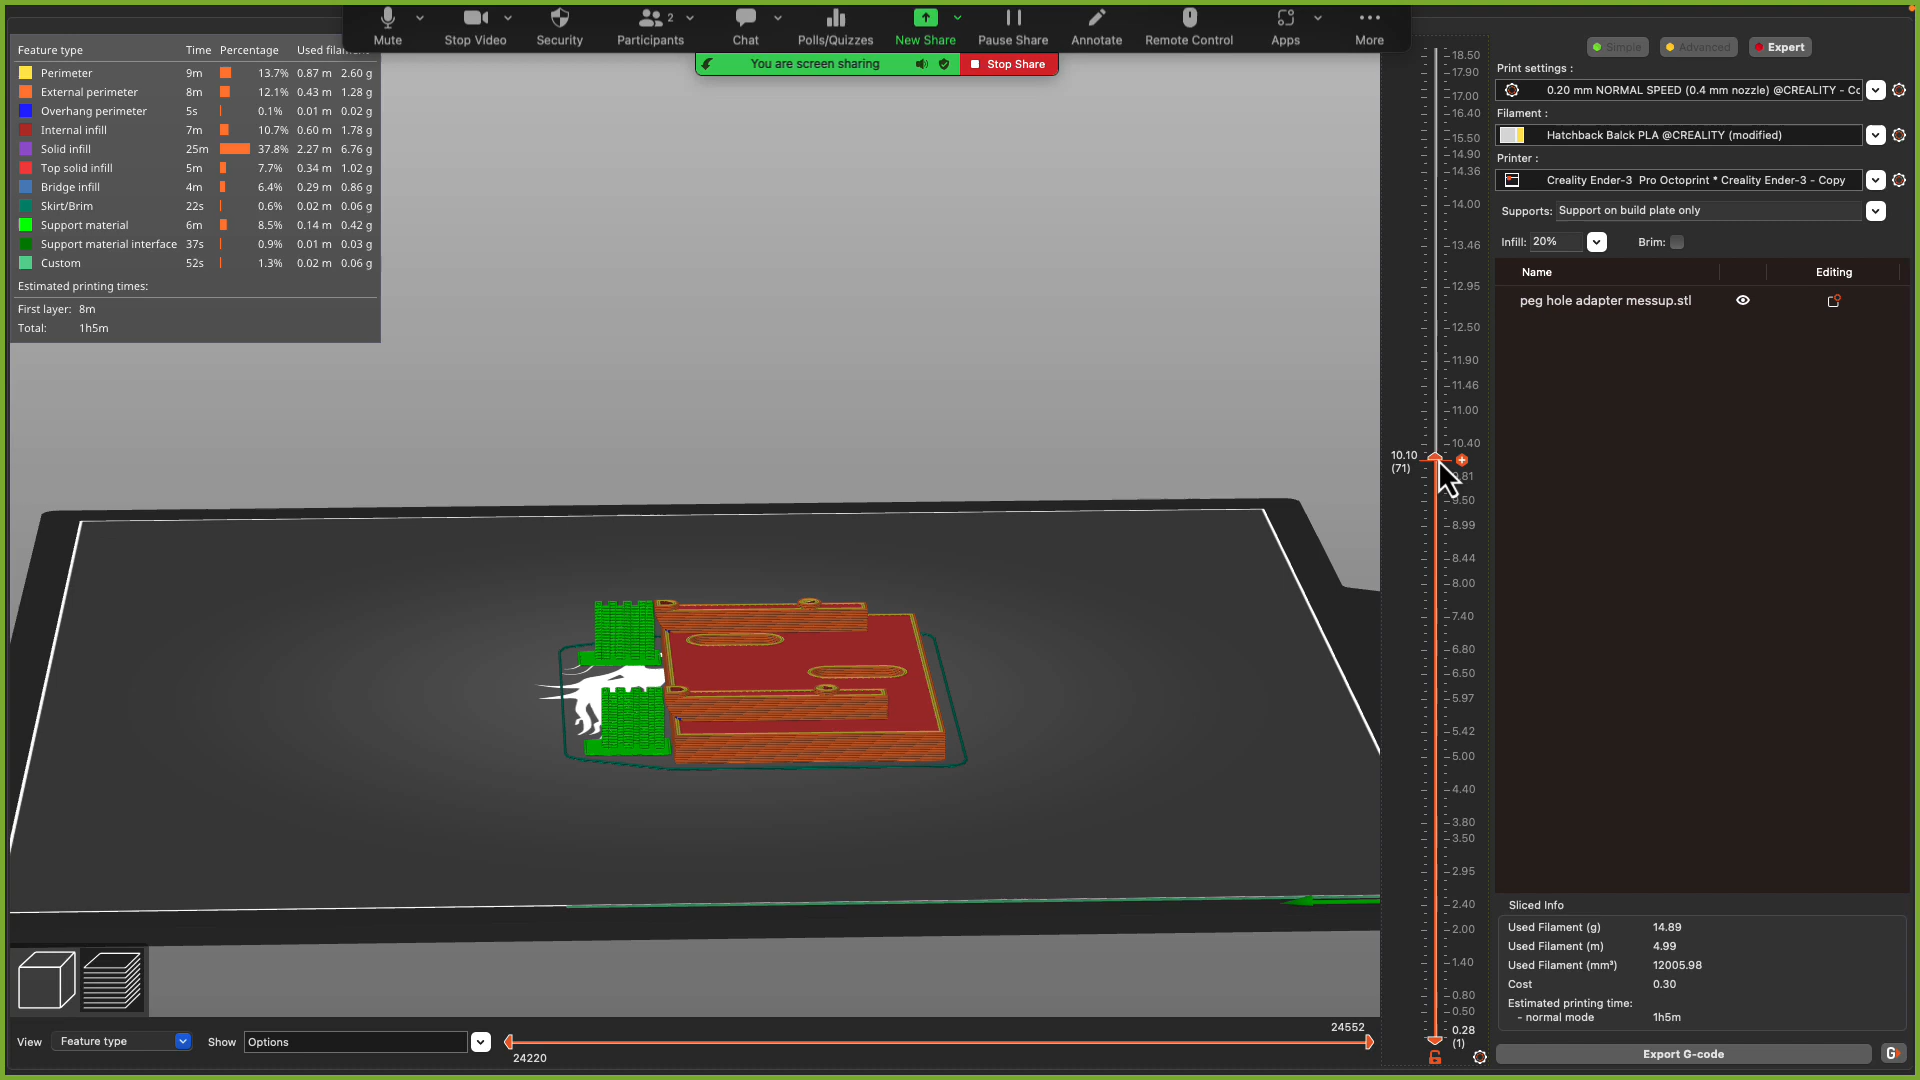 Mute
Stop Video
Security
2
Participants
Chat
Polls/Quizzes
New Share
Pause Share
Annotate
Remote Control
Apps
More
You are screen sharing
Stop Share
Feature type Time Percentage Used filam
Perimeter 9m 13.7% 0.87 m 2.60 g
External perimeter 8m 12.1% 0.43 m 1.28 g
Overhang perimeter 5s 0.1% 0.01 m 0.02 g
Internal infill 7m 10.7% 0.60 m 1.78 g
Solid infill 25m 37.8% 2.27 m 6.76 g
Top solid infill 5m 7.7% 0.34 m 1.02 g
Bridge infill 4m 6.4% 0.29 m 0.86 g
Skirt/Brim 22s 0.6% 0.02 m 0.06 g
Support material 6m 8.5% 0.14 m 0.42 g
Support material interface 37s 0.9% 0.01 m 0.03 g
Custom 52s 1.3% 0.02 m 0.06 g
Estimated printing times:
First layer: 8m
Total: 1h5m
18.50
17.90
17.00
16.40
15.50
14.90
14.36
14.00
13.46
12.95
12.50
11.90
11.46
11.00
10.40
10.10
(71)
.81
9.50
8.99
8.44
8.00
7.40
6.80
6.50
5.97
5.42
5.00
4.40
3.80
3.50
2.95
2.40
2.00
1.40
0.80
0.50
0.28
(1)
Simple
Advanced
Expert
Print settings :
0.20 mm NORMAL SPEED (0.4 mm nozzle) @CREALITY - Cc
Filament :
Hatchback Balck PLA @CREALITY (modified)
Printer :
Creality Ender-3 Pro Octoprint * Creality Ender-3 - Copy
Supports: Support on build plate only
Infill: 20%
Brim:
Name Editing
peg hole adapter messup.stl
Sliced Info
Used Filament (g) 14.89
Used Filament (m) 4.99
Used Filament (mm³) 12005.98
Cost 0.30
Estimated printing time:
- normal mode 1h5m
Export G-code
G
View Feature type
Show Options
24552
24220